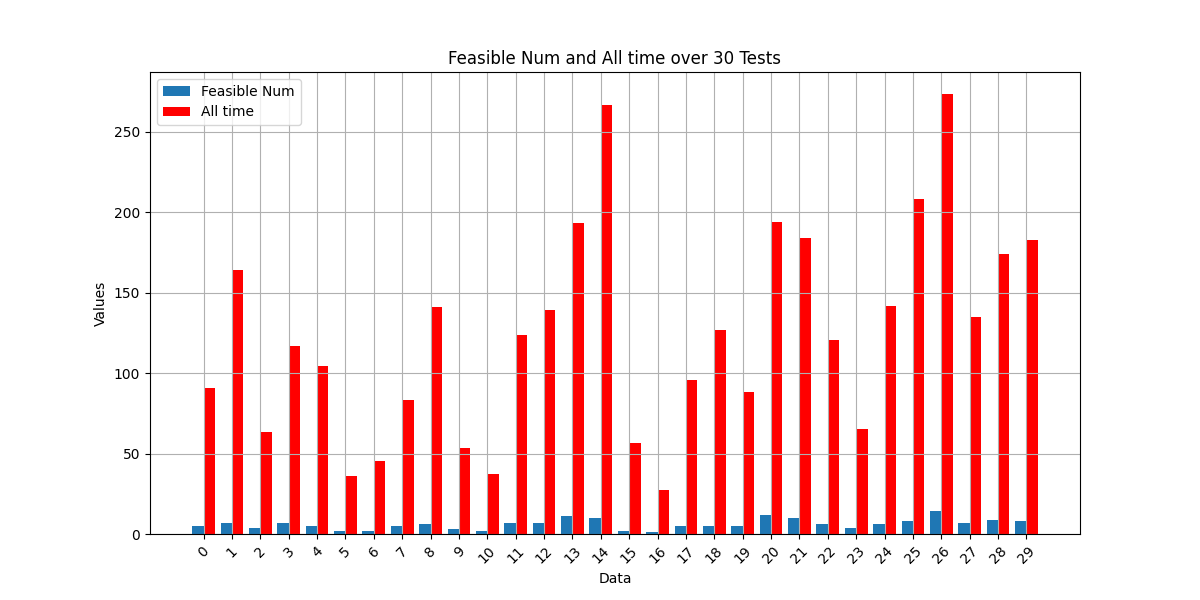 Feasible Num and All time over 30 Tests
Feasible Num
All time
Values
250
200
150
100
50
0
0 1 2 3 4 5 6 7 8 9 10 11 12 13 14 15 16 17 18 19 20 21 22 23 24 25 26 27 28 29
Data